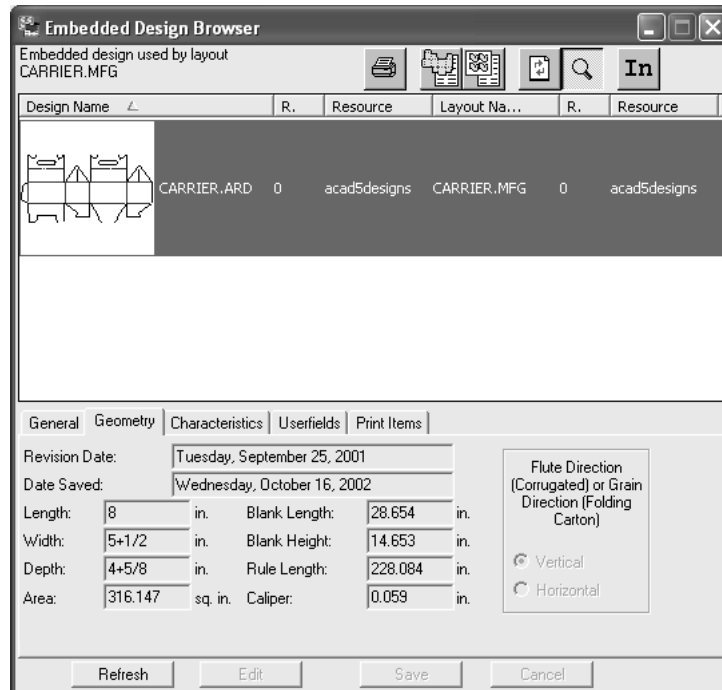 Embedded Design Browser
Embedded design used by layout
CARRIER.MFG
In
Design Name R. Resource Layout Na... R. Resource
CARRIER.ARD 0 acad5designs CARRIER.MFG 0 acad5designs
General Geometry Characteristics Userfields Print Items
Revision Date: Tuesday, September 25, 2001
Date Saved: Wednesday, October 16, 2002
Length: 8 in. Blank Length: 28.654 in.
Width: 5+1/2 in. Blank Height: 14.653 in.
Depth: 4+5/8 in. Rule Length: 228.084 in.
Area: 316.147 sq. in. Caliper: 0.059 in.
Flute Direction
(Corrugated) or Grain
Direction (Folding
Carton)
Vertical
Horizontal
Refresh Edit Save Cancel